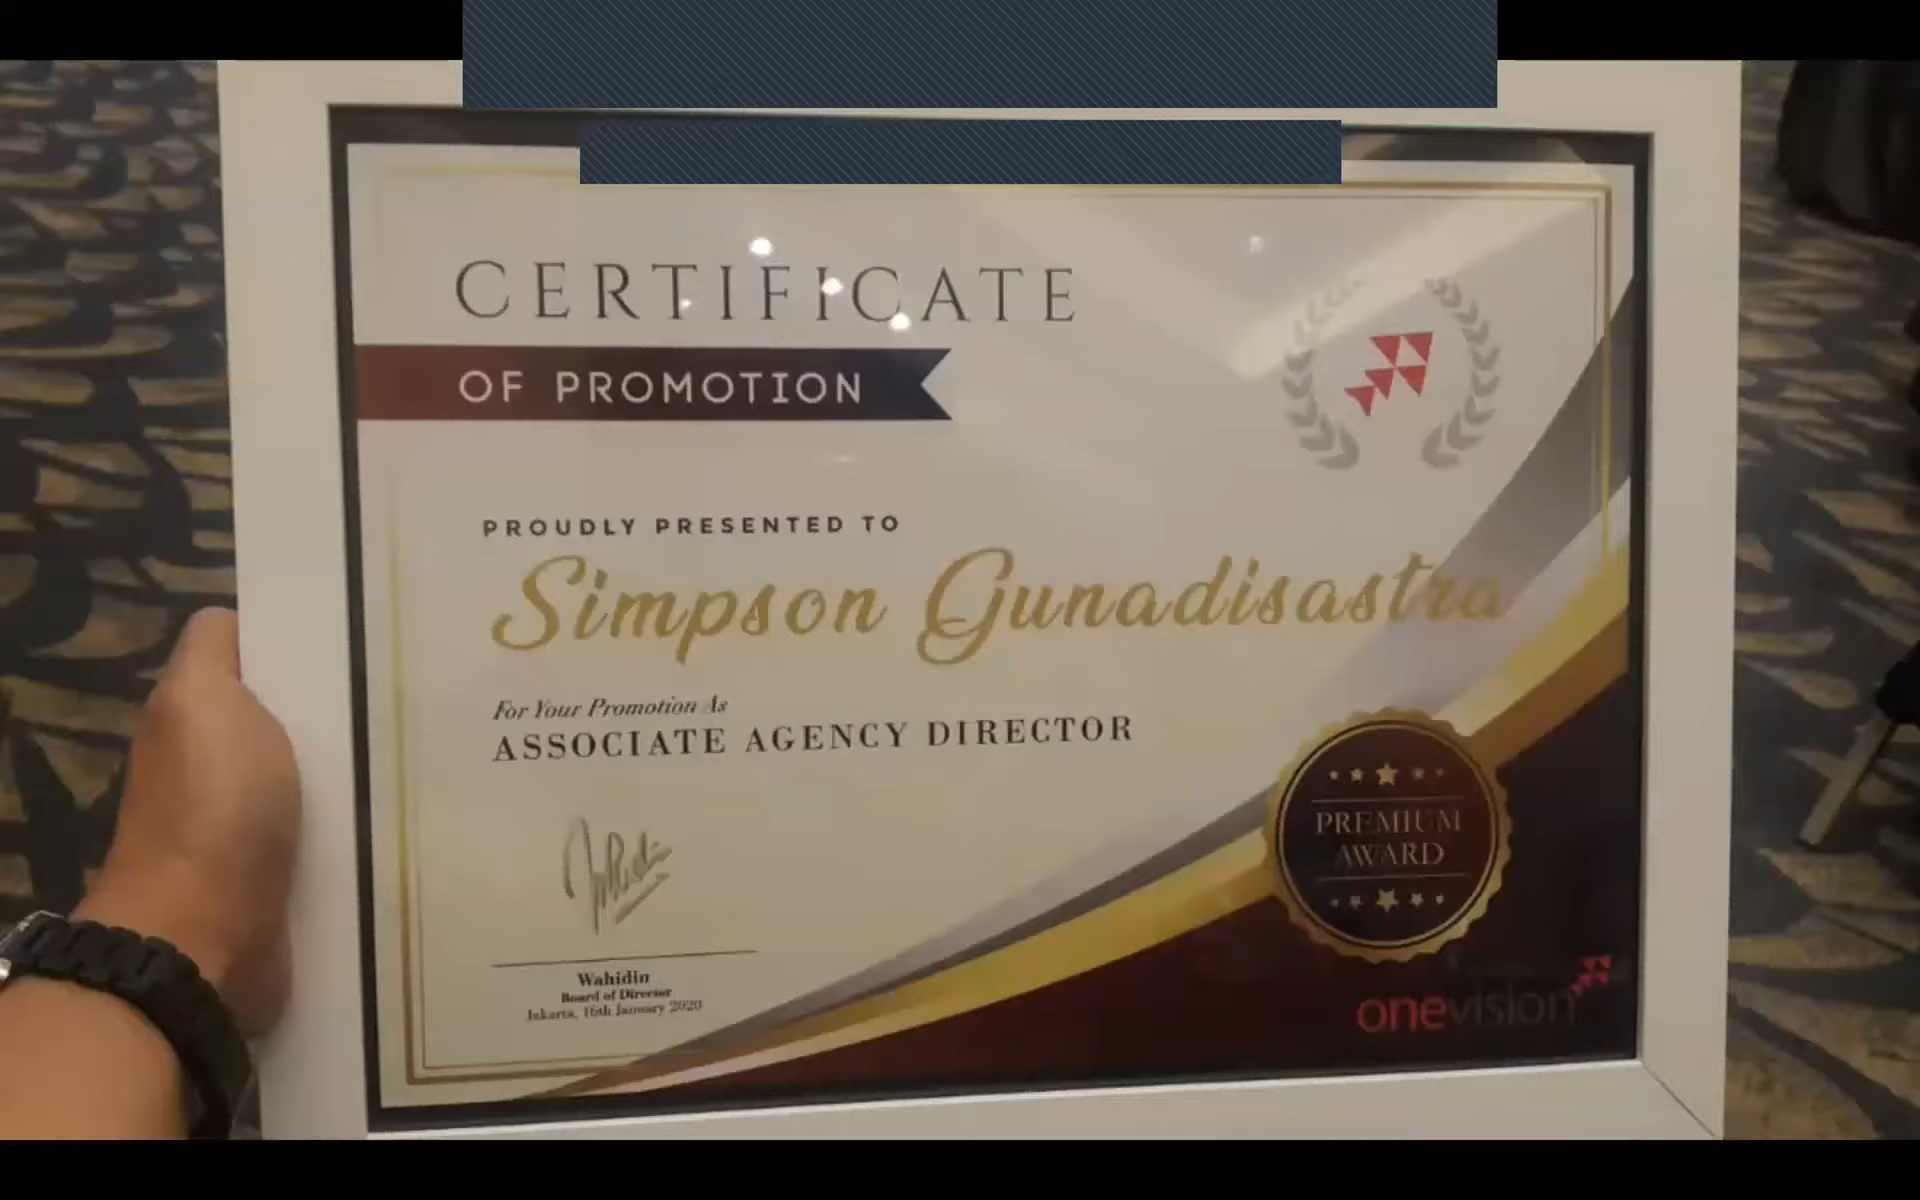 CERTIFICATE
OF PROMOTION
PROUDLY PRESENTED TO
Simpson Gunadisastra
For Your Promotion As
ASSOCIATE AGENCY DIRECTOR
PREMIUM
AWARD
Wahidin
Board of Director
Jakarta, 16th January 2020
onevision